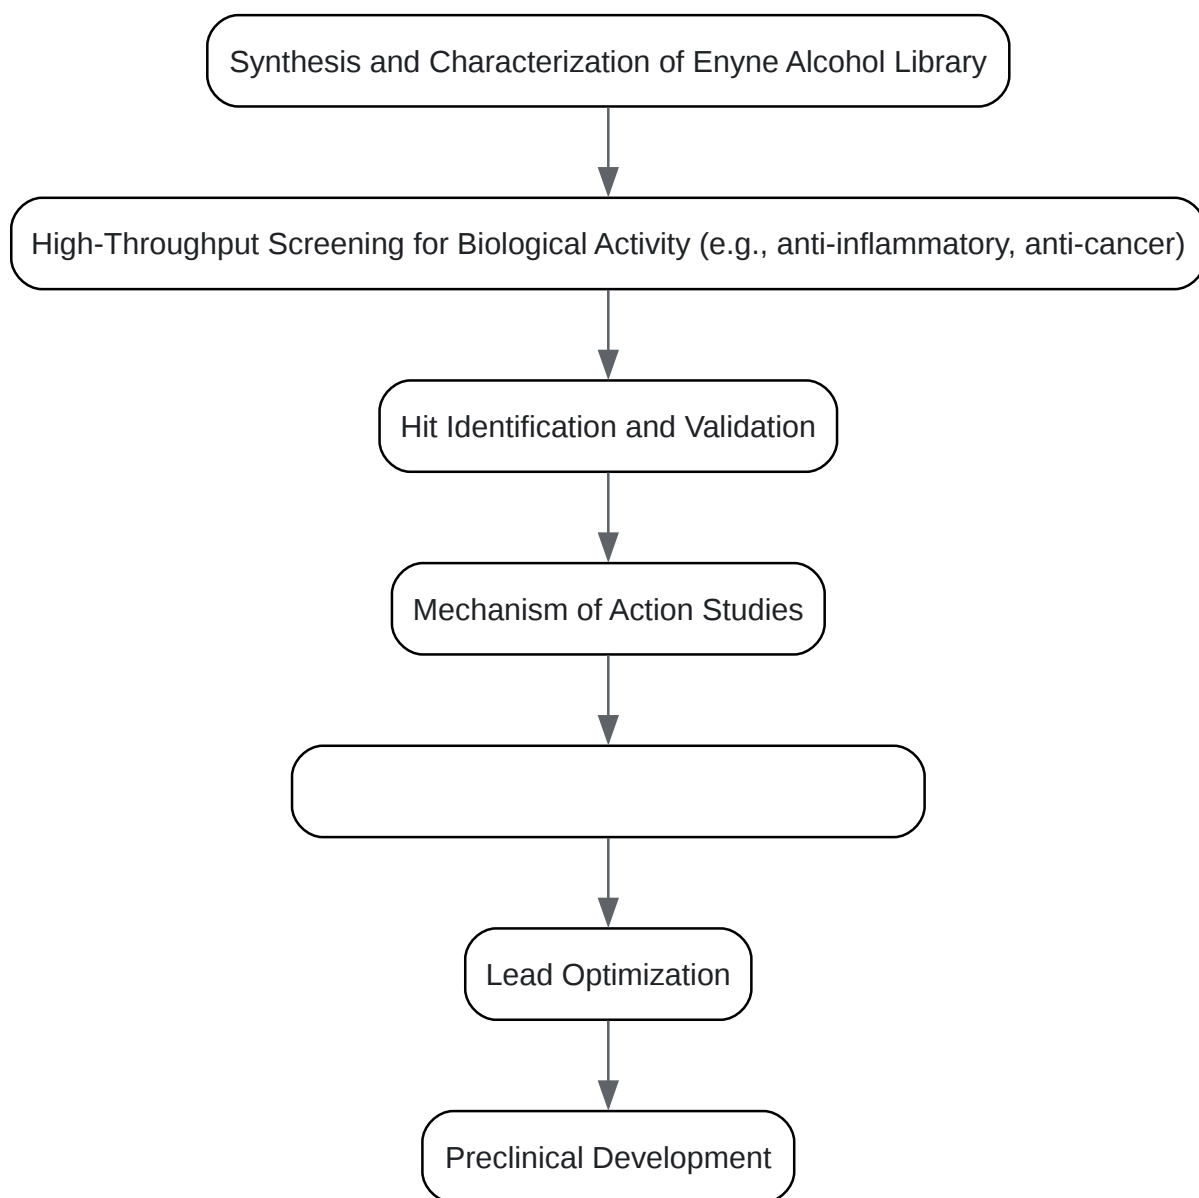 Synthesis and Characterization of Enyne Alcohol Library
High-Throughput Screening for Biological Activity (e.g., anti-inflammatory, anti-cancer)
Hit Identification and Validation
Mechanism of Action Studies
Lead Optimization
Preclinical Development